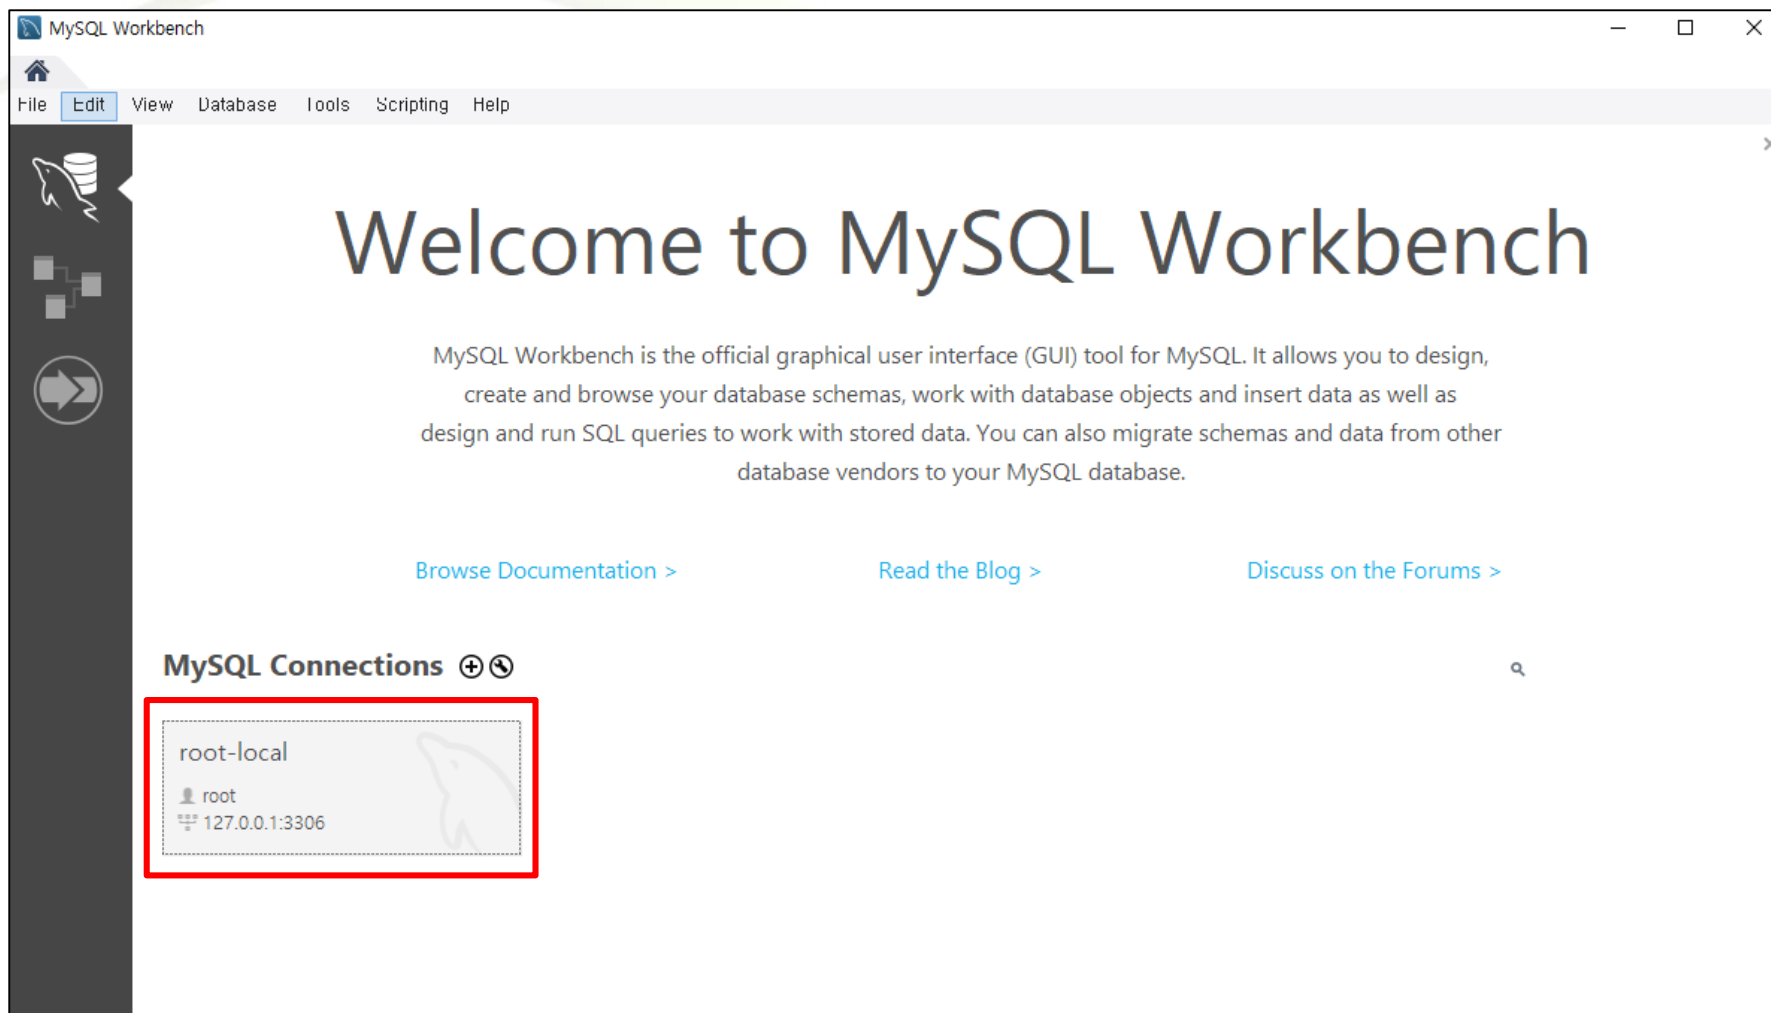 MySQL Workbench
File Edit View Database Tools Scripting Help
Welcome to MySQL Workbench
MySQL Workbench is the official graphical user interface (GUI) tool for MySQL. It allows you to design,
create and browse your database schemas, work with database objects and insert data as well as
design and run SQL queries to work with stored data. You can also migrate schemas and data from other
database vendors to your MySQL database.
Browse Documentation > Read the Blog > Discuss on the Forums >
MySQL Connections
root-local
root
127.0.0.1:3306